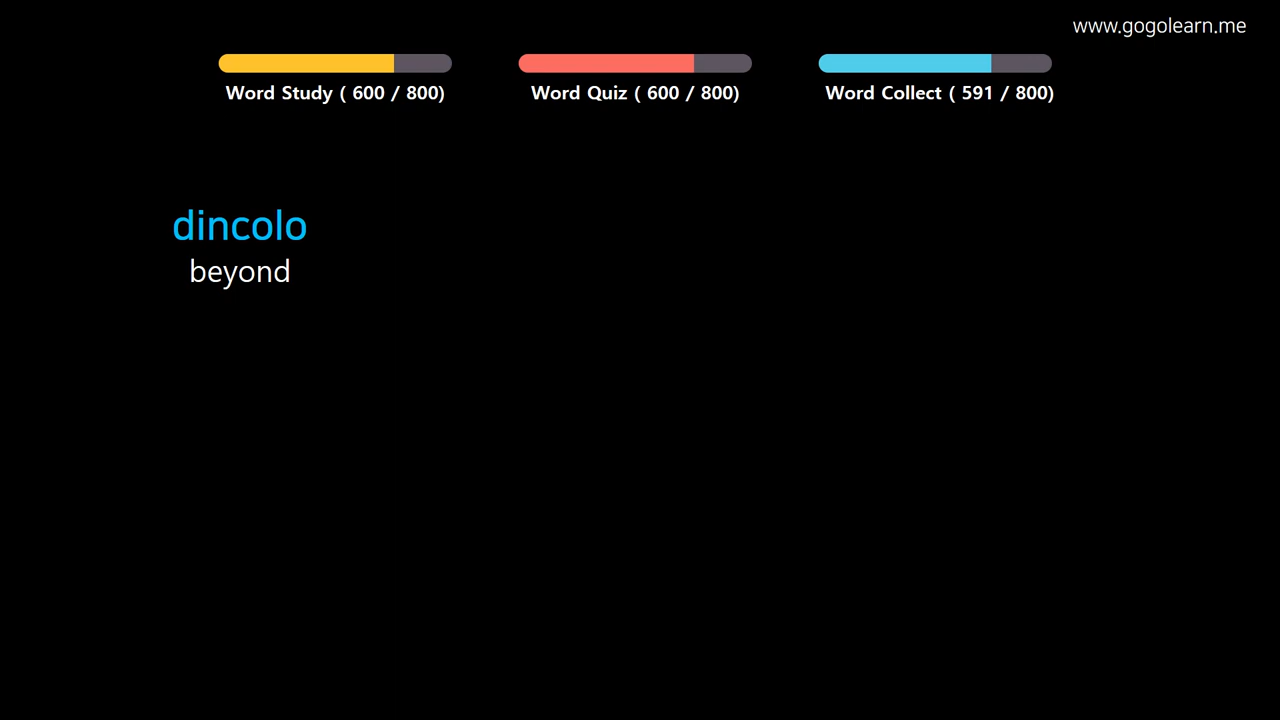 www.gogolearn.me
Word Study ( 600 / 800)
Word Quiz ( 600 / 800)
Word Collect ( 591 / 800)
dincolo
beyond